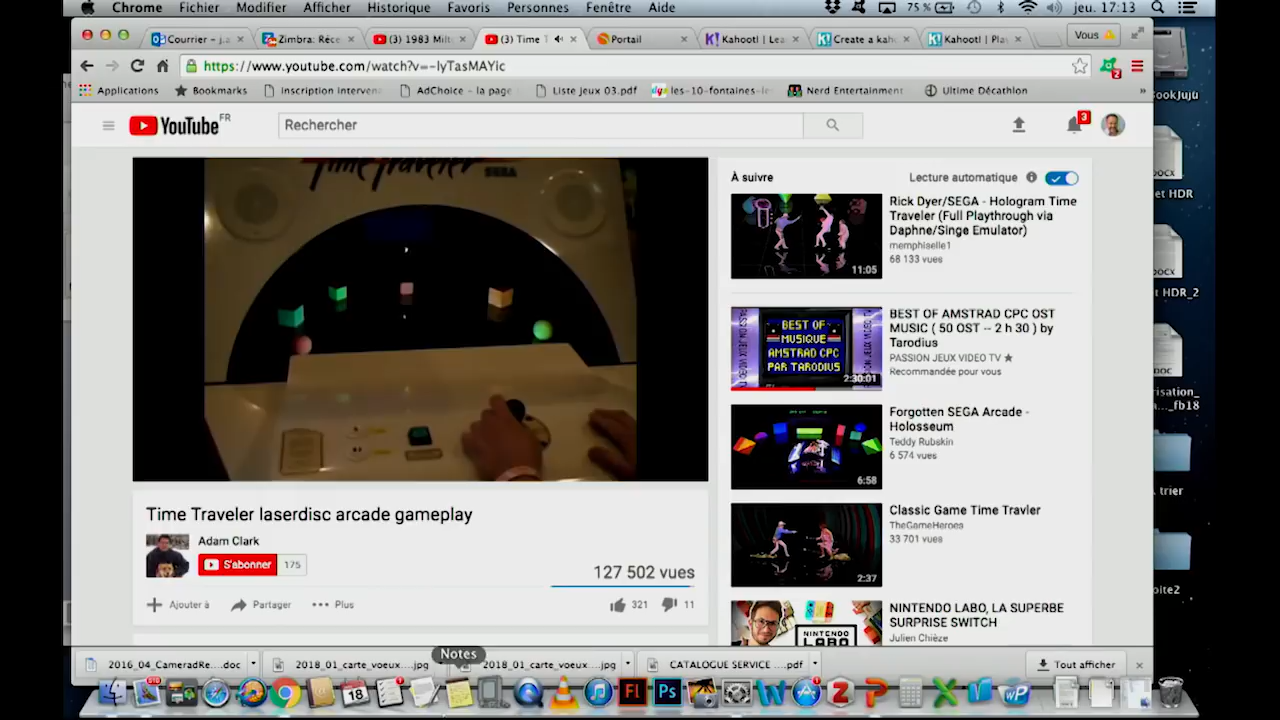 Chrome Fichier Modifier Afficher Historique Favoris Personnes Fenêtre Aide 75 % jeu. 17:13
Courrier – j.a Zimbra: Réce (3) 1983 Milt (3) Time T Portail Kahoot! | Lea Create a kah Kahoot! | Pla Vous
https://www.youtube.com/watch?v=-IyTasMAYic
Applications Bookmarks Inscription interven AdChoice – la page Liste jeux 03.pdf les-10-fontaines-le Nerd Entertainment Ultime Décathlon »
YouTube FR Rechercher 3
Time Traveler SEGA
À suivre Lecture automatique
Rick Dyer/SEGA - Hologram Time
Traveler (Full Playthrough via
Daphne/Singe Emulator)
memphiselle1
68 133 vues
11:05
BEST OF
MUSIQUE
AMSTRAD CPC
PAR TARODIUS
2:30:01
BEST OF AMSTRAD CPC OST
MUSIC ( 50 OST -- 2 h 30 ) by
Tarodius
PASSION JEUX VIDEO TV ★
Recommandée pour vous
Forgotten SEGA Arcade -
Holosseum
Teddy Rubskin
6 574 vues
6:58
Classic Game Time Travler
TheGameHeroes
33 701 vues
2:37
NINTENDO LABO, LA SUPERBE
SURPRISE SWITCH
Julien Chièze
NINTENDO
LABO
Time Traveler laserdisc arcade gameplay
Adam Clark
S'abonner 175
127 502 vues
Ajouter à Partager Plus 321 11
Notes
2016_04_CameradRe....doc 2018_01_carte_voeux....jpg 2018_01_carte_voeux....jpg CATALOGUE SERVICE ....pdf Tout afficher
18 Fl Ps
et HDR
et HDR_2
_fb18
trier